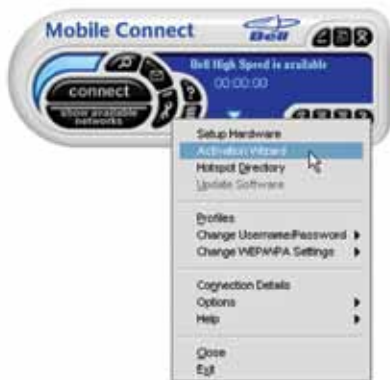 Mobile Connect
Bell
Bell High Speed is available
00:00:00
connect
show available
networks
?
Setup Hardware
Activation Wizard
Hotspot Directory
Update Software
Profiles
Change Username/Password
Change WEP/WPA Settings
Connection Details
Options
Help
Close
Exit